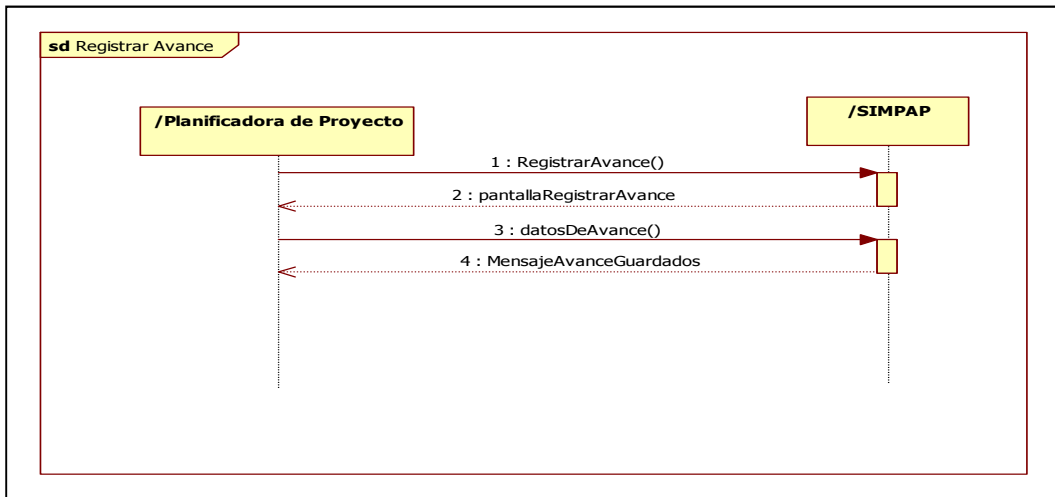 sd Registrar Avance
/Planificadora de Proyecto
/SIMPAP
1 : RegistrarAvance()
2 : pantallaRegistrarAvance
3 : datosDeAvance()
4 : MensajeAvanceGuardados